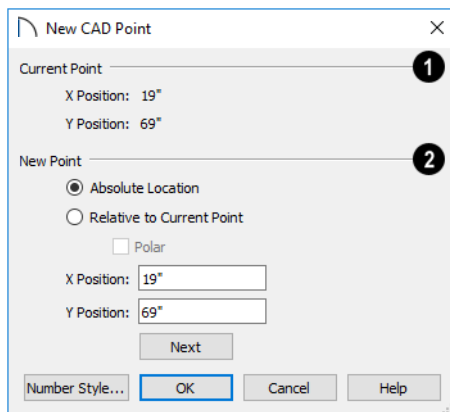 New CAD Point
Current Point 1
X Position: 19"
Y Position: 69"
New Point 2
Absolute Location
Relative to Current Point
Polar
X Position: 19"
Y Position: 69"
Next
Number Style... OK Cancel Help